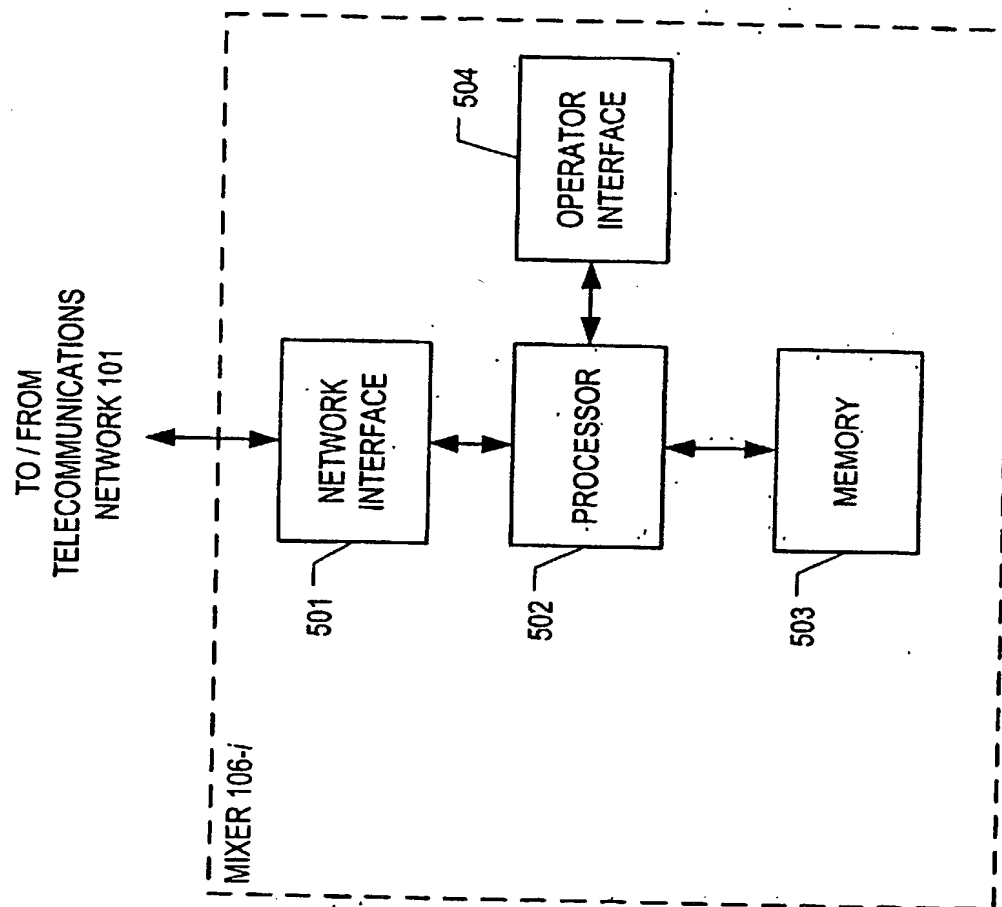 TO / FROM
TELECOMMUNICATIONS
NETWORK 101
MIXER 106-i
NETWORK
INTERFACE
501
PROCESSOR
502
OPERATOR
INTERFACE
504
MEMORY
503